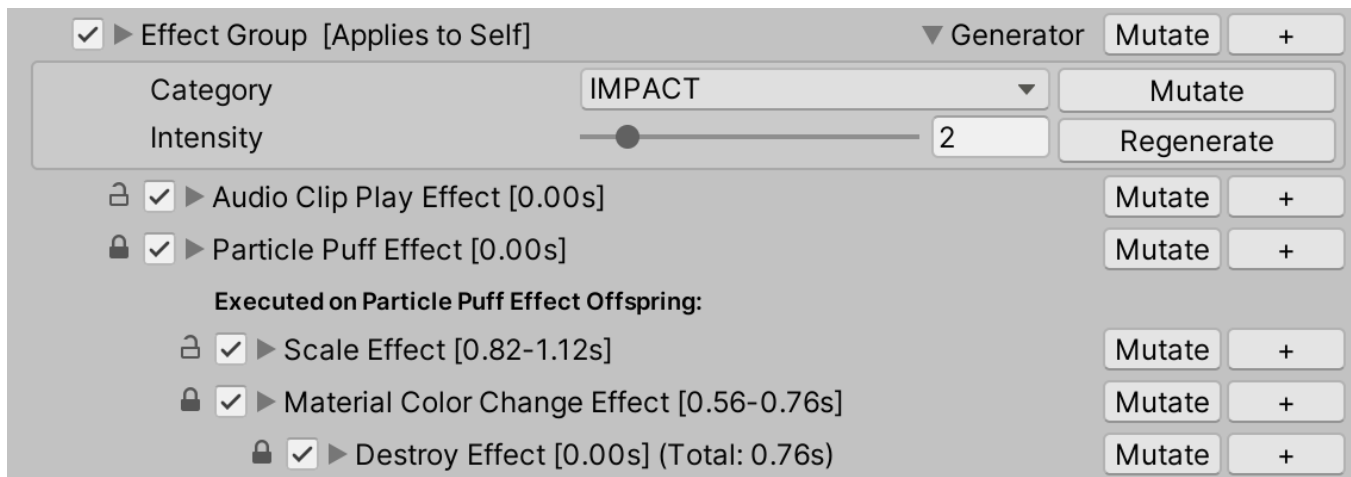 Effect Group [Applies to Self] Generator Mutate +
Category IMPACT Mutate
Intensity 2 Regenerate
Audio Clip Play Effect [0.00s] Mutate +
Particle Puff Effect [0.00s] Mutate +
Executed on Particle Puff Effect Offspring:
Scale Effect [0.82-1.12s] Mutate +
Material Color Change Effect [0.56-0.76s] Mutate +
Destroy Effect [0.00s] (Total: 0.76s) Mutate +